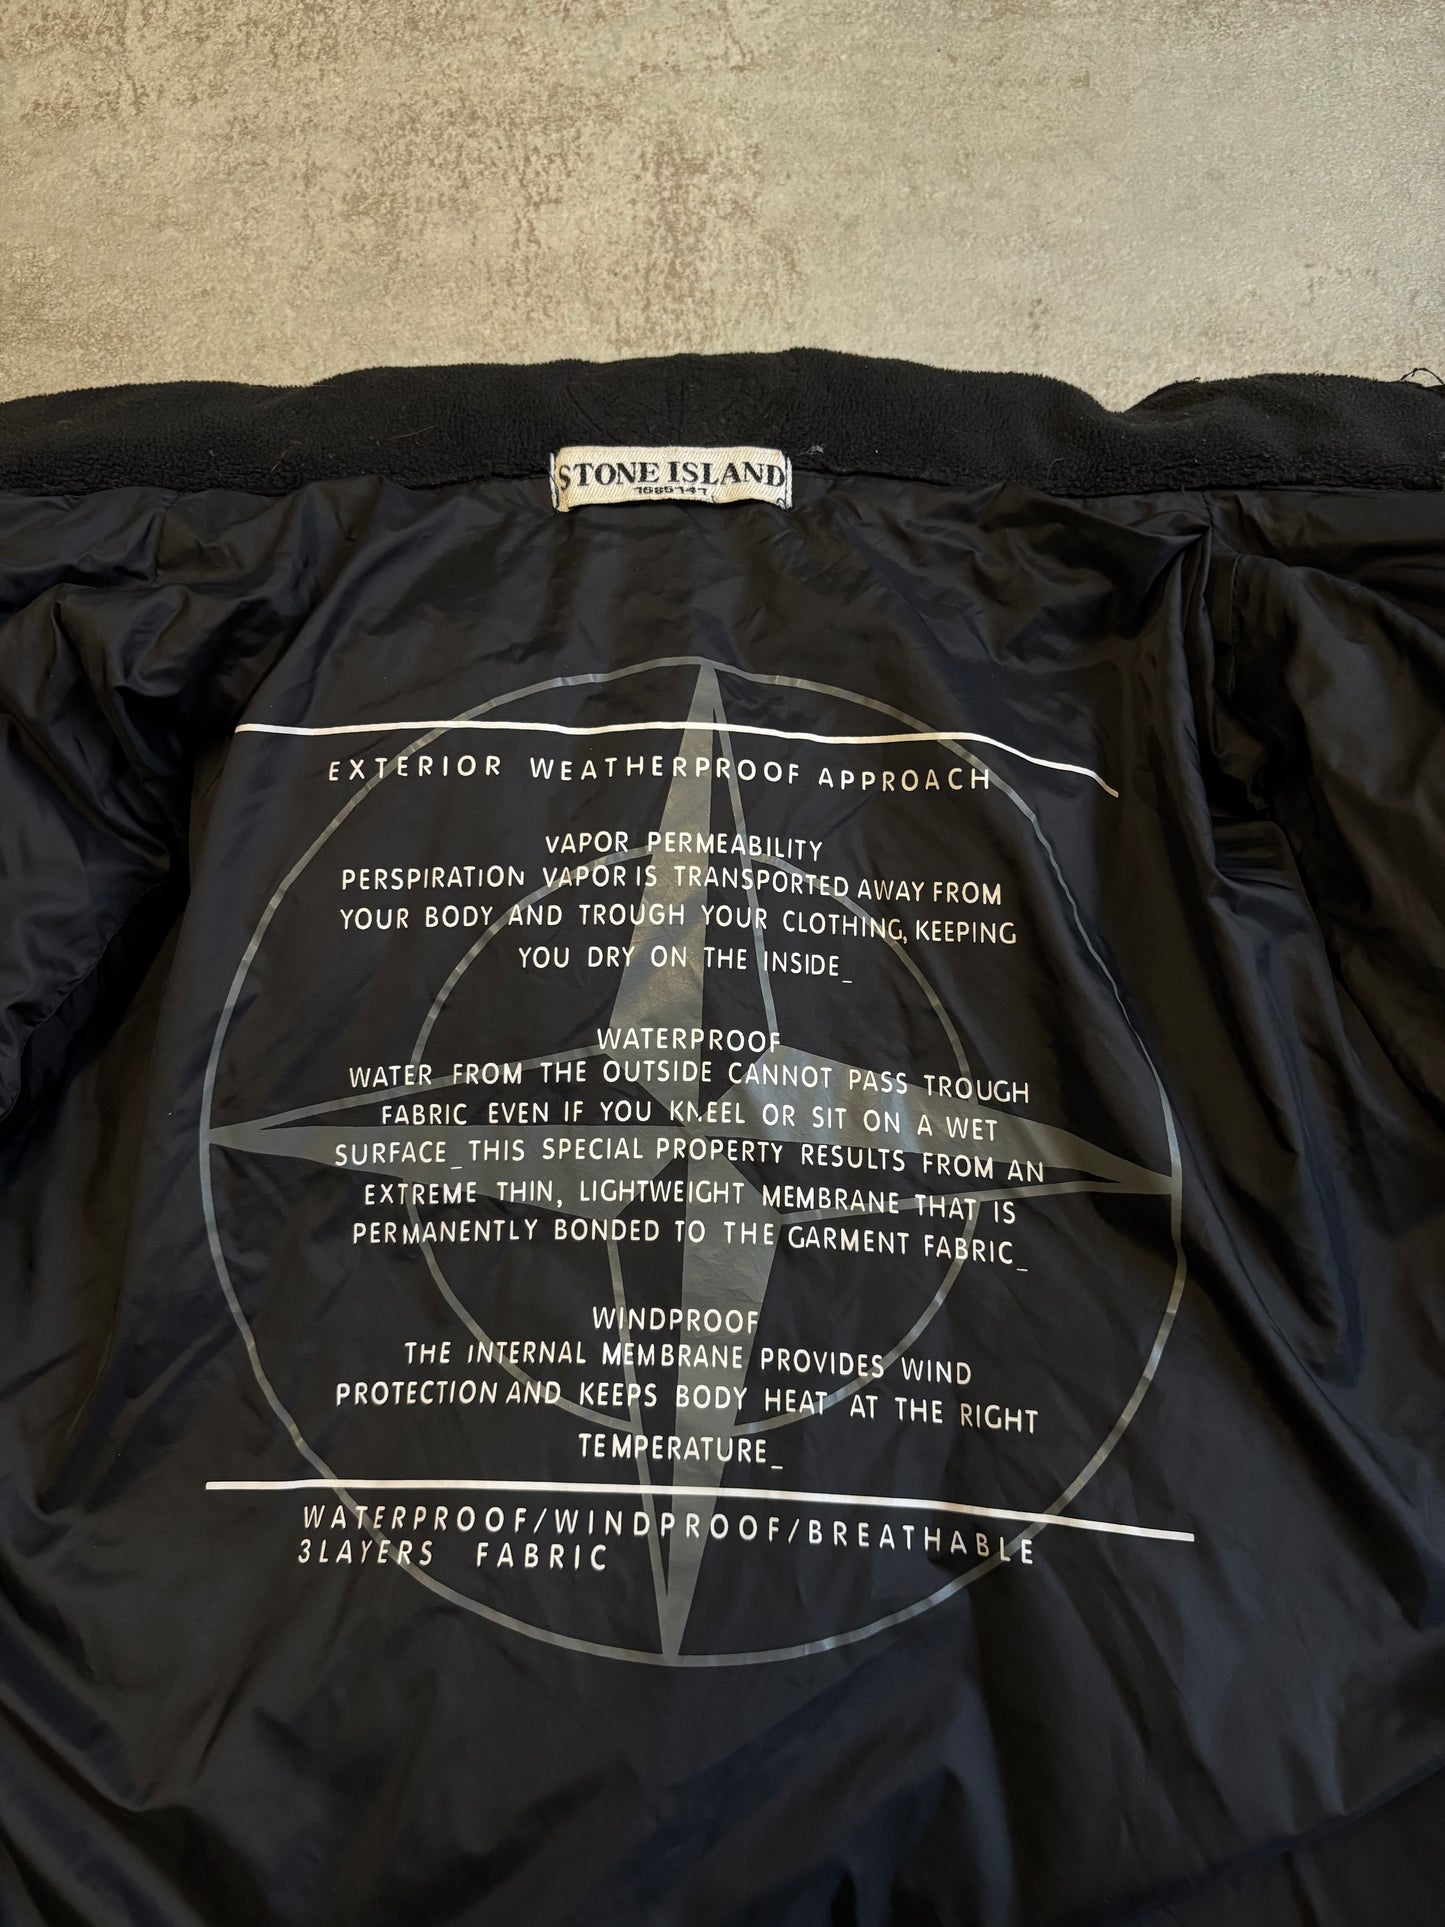 STONE ISLAND
EXTERIOR WEATHERPROOF APPROACH
VAPOR PERMEABILITY
PERSPIRATION VAPOR IS TRANSPORTED AWAY FROM
YOUR BODY AND TROUGH YOUR CLOTHING, KEEPING
YOU DRY ON THE INSIDE_
WATERPROOF
WATER FROM THE OUTSIDE CANNOT PASS TROUGH
FABRIC EVEN IF YOU KNEEL OR SIT ON A WET
SURFACE_THIS SPECIAL PROPERTY RESULTS FROM AN
EXTREME THIN, LIGHTWEIGHT MEMBRANE THAT IS
PERMANENTLY BONDED TO THE GARMENT FABRIC_
WINDPROOF
THE INTERNAL MEMBRANE PROVIDES WIND
PROTECTION AND KEEPS BODY HEAT AT THE RIGHT
TEMPERATURE_
WATERPROOF/WINDPROOF/BREATHABLE
3LAYERS FABRIC